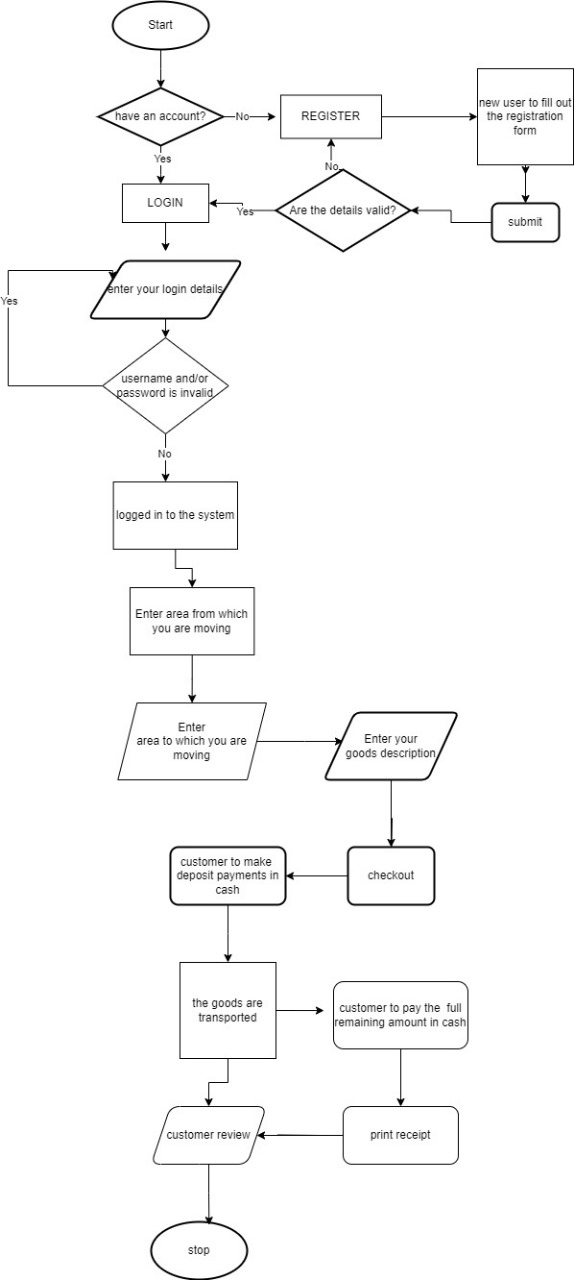 Start
have an account?
No
REGISTER
new user to fill out
the registration
form
Yes
No
LOGIN
Yes
Are the details valid?
submit
enter your login details
Yes
username and/or
password is invalid
No
logged in to the system
Enter area from which
you are moving
Enter
area to which you are
moving
Enter your
goods description
customer to make
deposit payments in
cash
checkout
the goods are
transported
customer to pay the full
remaining amount in cash
customer review
print receipt
stop